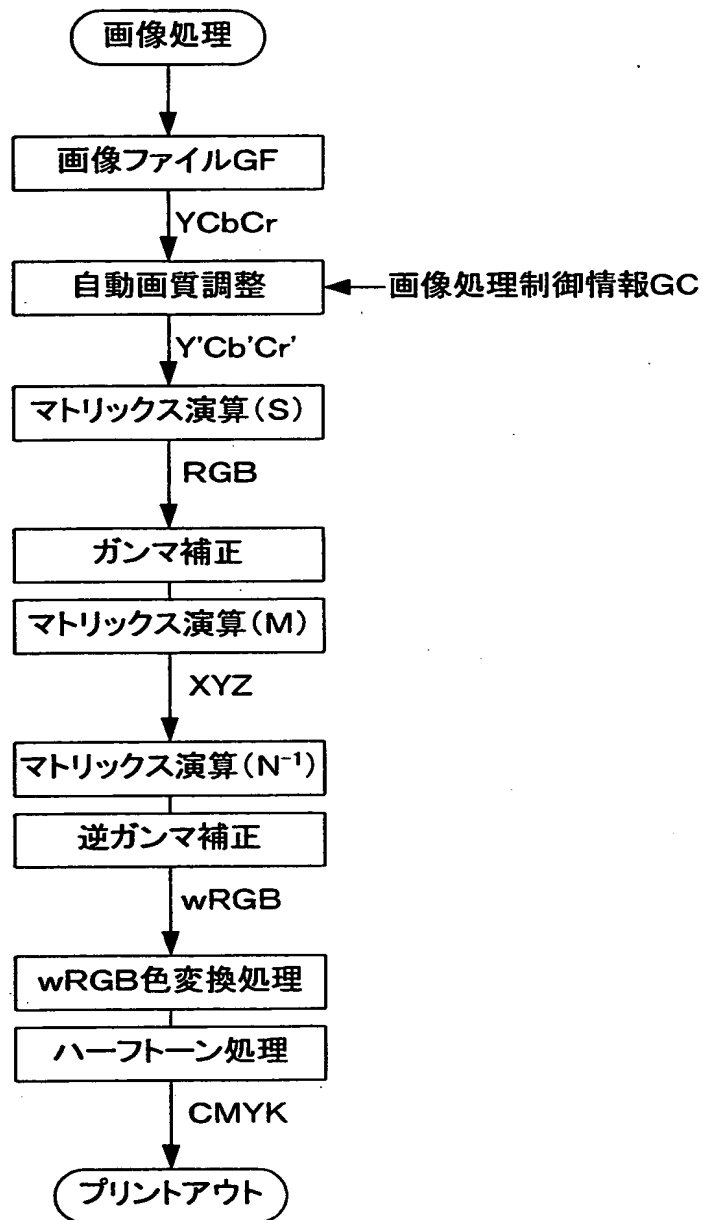 画像処理
画像ファイルGF
YCbCr
自動画質調整
画像処理制御情報GC
Y'Cb'Cr'
マトリックス演算(S)
RGB
ガンマ補正
マトリックス演算(M)
XYZ
マトリックス演算(N⁻¹)
逆ガンマ補正
wRGB
wRGB色変換処理
ハーフトーン処理
CMYK
プリントアウト